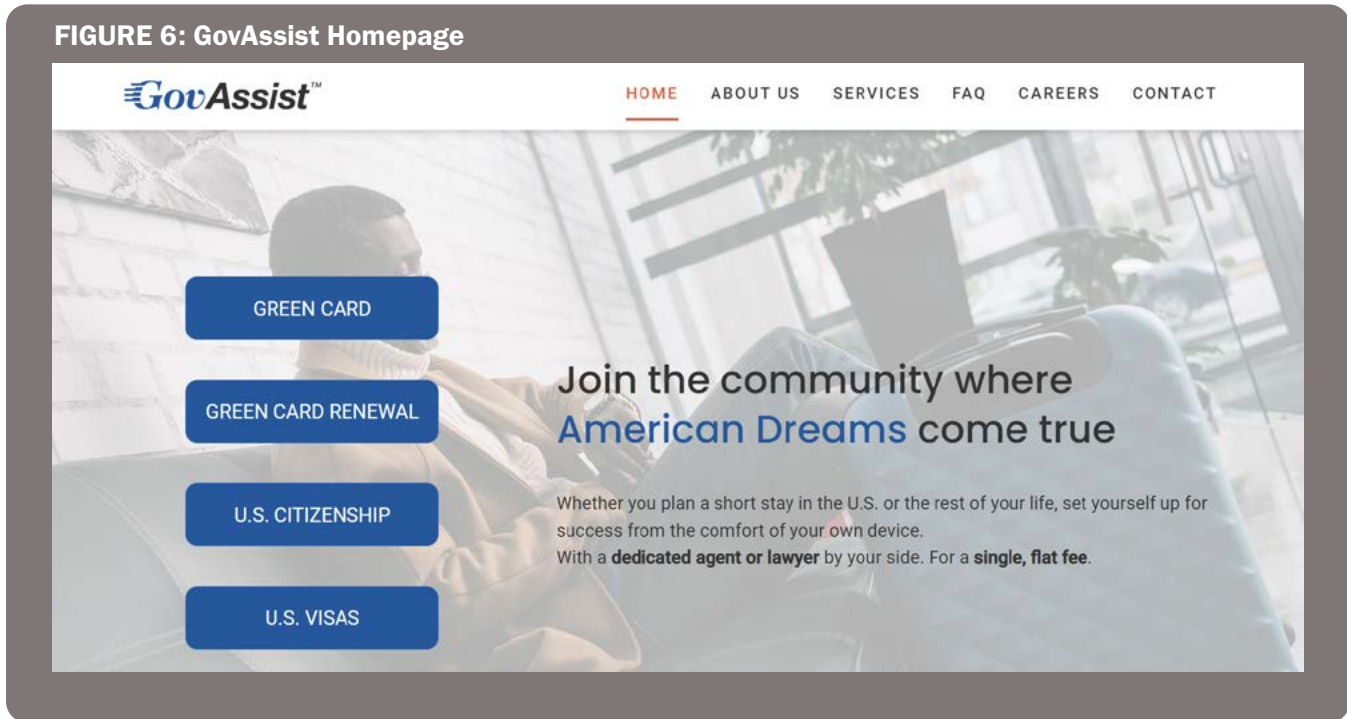 FIGURE 6: GovAssist Homepage
GovAssist™
HOME ABOUT US SERVICES FAQ CAREERS CONTACT
GREEN CARD
GREEN CARD RENEWAL
U.S. CITIZENSHIP
U.S. VISAS
Join the community where
American Dreams come true
Whether you plan a short stay in the U.S. or the rest of your life, set yourself up for
success from the comfort of your own device.
With a dedicated agent or lawyer by your side. For a single, flat fee.